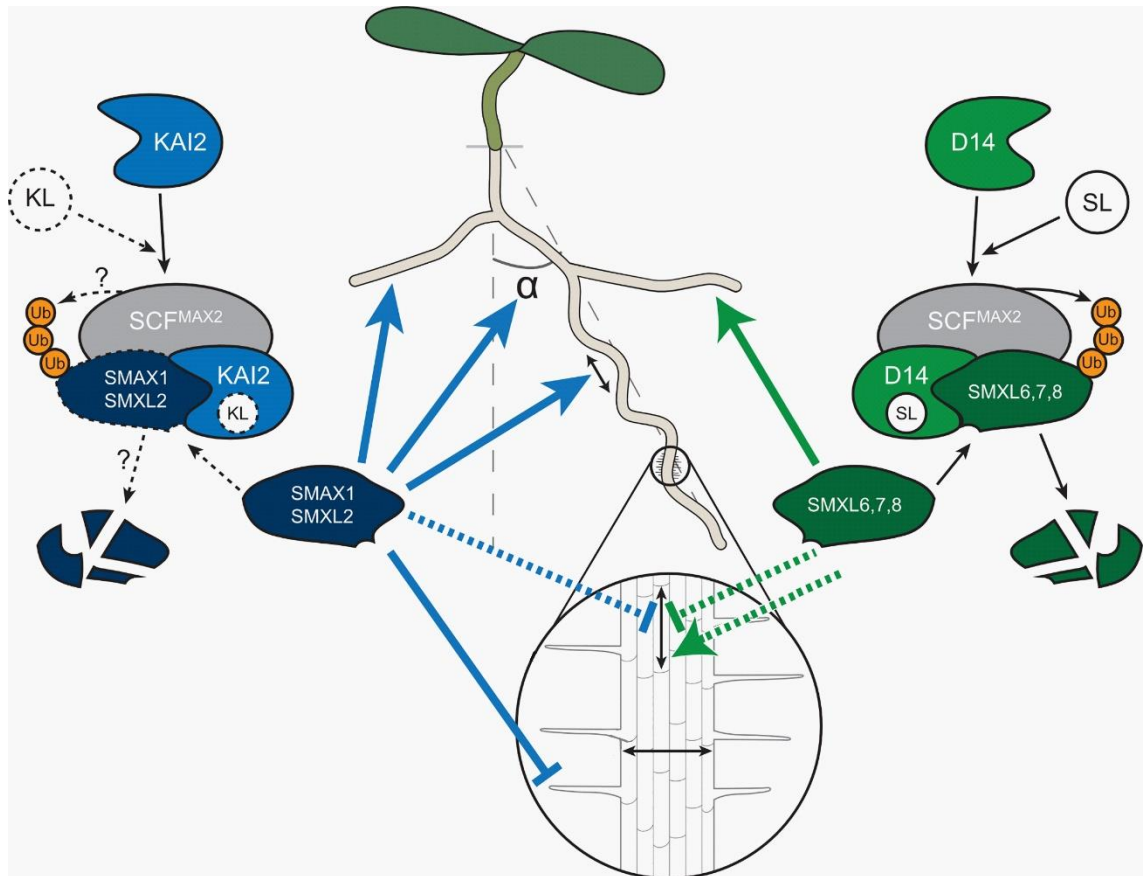 KAI2
KL
?
SCFMAX2
Ub
Ub
Ub
SMAX1
SMXL2
KAI2
KL
?
SMAX1
SMXL2
α
D14
SL
SCFMAX2
Ub
Ub
Ub
D14
SL
SMXL6,7,8
SMXL6,7,8